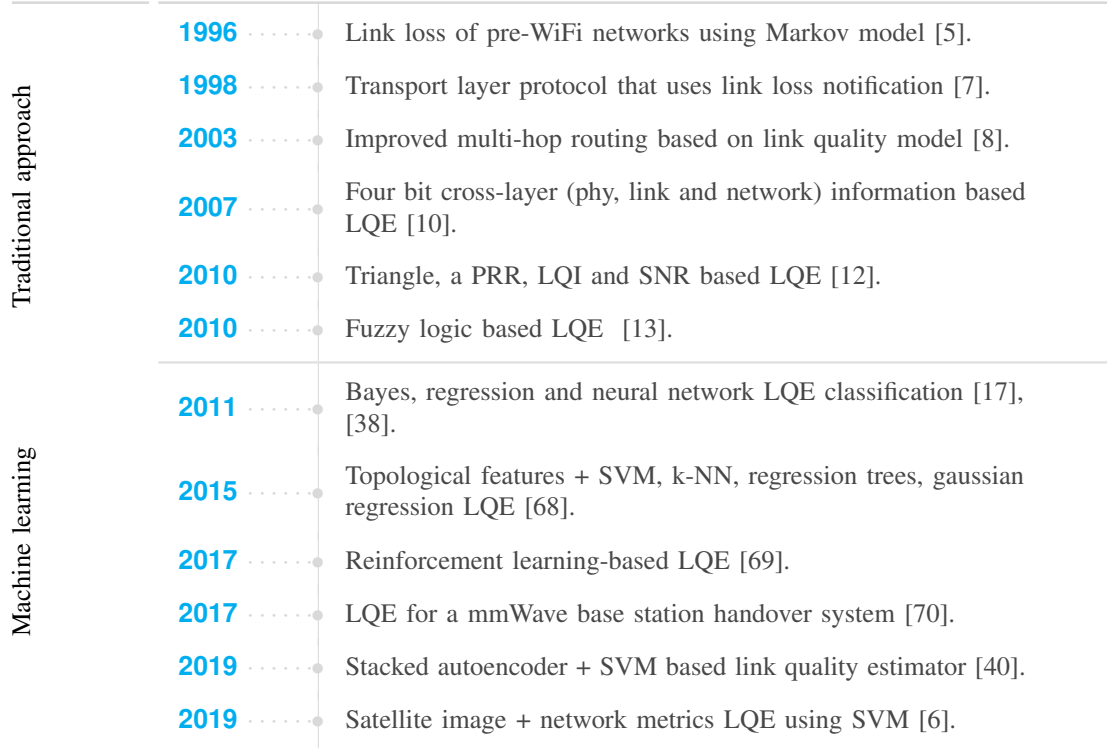 Traditional approach
1996 Link loss of pre-WiFi networks using Markov model [5].
1998 Transport layer protocol that uses link loss notification [7].
2003 Improved multi-hop routing based on link quality model [8].
2007 Four bit cross-layer (phy, link and network) information based
LQE [10].
2010 Triangle, a PRR, LQI and SNR based LQE [12].
2010 Fuzzy logic based LQE [13].
Machine learning
2011 Bayes, regression and neural network LQE classification [17],
[38].
2015 Topological features + SVM, k-NN, regression trees, gaussian
regression LQE [68].
2017 Reinforcement learning-based LQE [69].
2017 LQE for a mmWave base station handover system [70].
2019 Stacked autoencoder + SVM based link quality estimator [40].
2019 Satellite image + network metrics LQE using SVM [6].